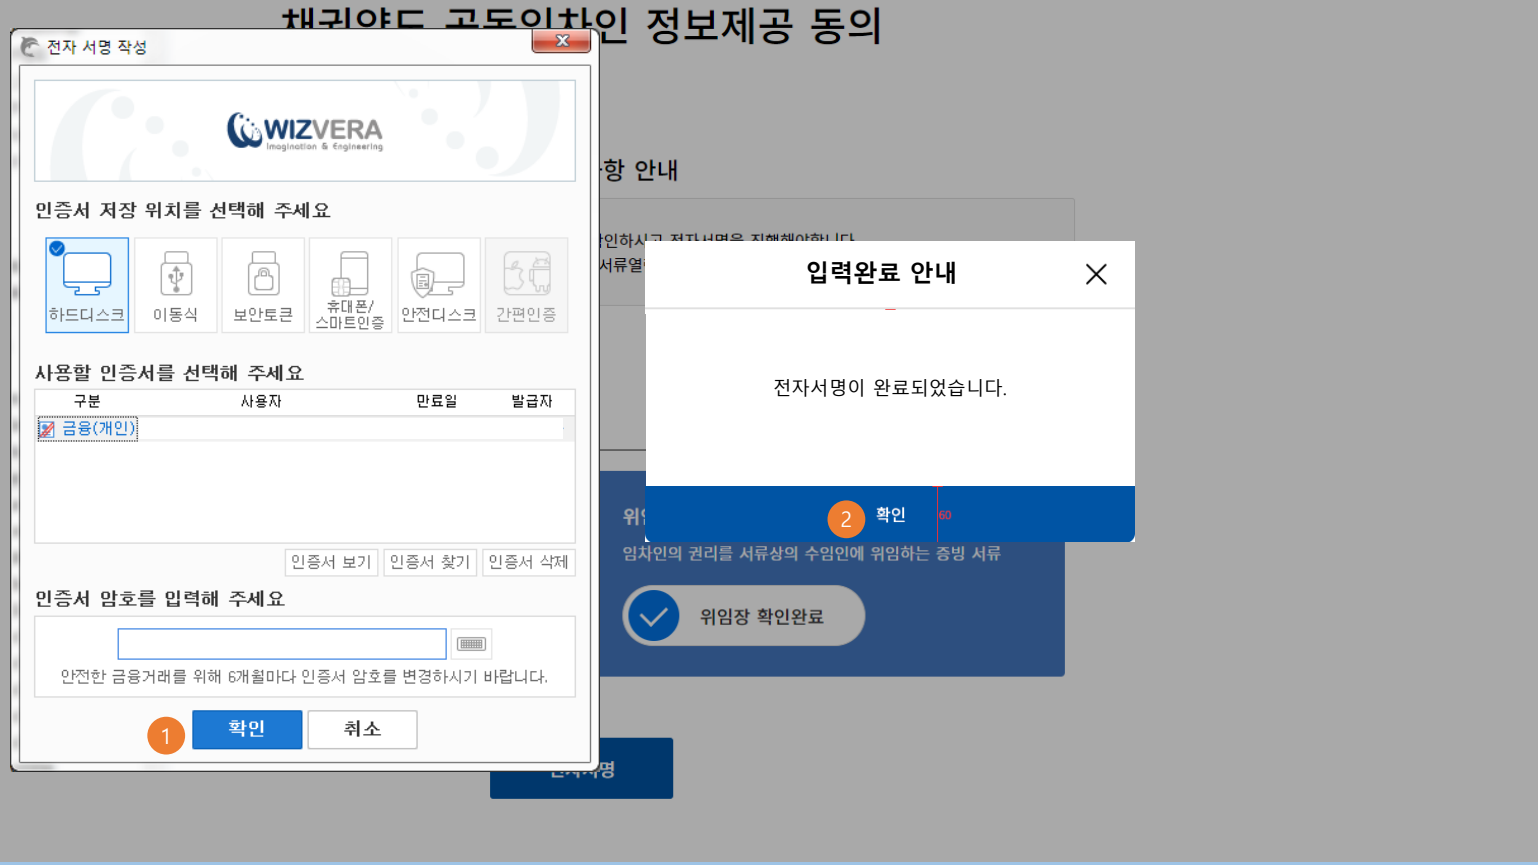 인 정보제공 동의
전자 서명 작성
WIZVERA
Imagination & Engineering
항 안내
인증서 저장 위치를 선택해 주세요
하드디스크 이동식 보안토큰 휴대폰/ 안전디스크 간편인증
스마트인증
입력완료 안내
전자서명이 완료되었습니다.
2 확인 60
사용할 인증서를 선택해 주세요
구분 사용자 만료일 발급자
금융(개인)
인증서 보기 인증서 찾기 인증서 삭제
인증서 암호를 입력해 주세요
안전한 금융거래를 위해 6개월마다 인증서 암호를 변경하시기 바랍니다.
1 확인 취소
임차인의 권리를 서류상의 수임인에 위임하는 증빙 서류
위임장 확인완료